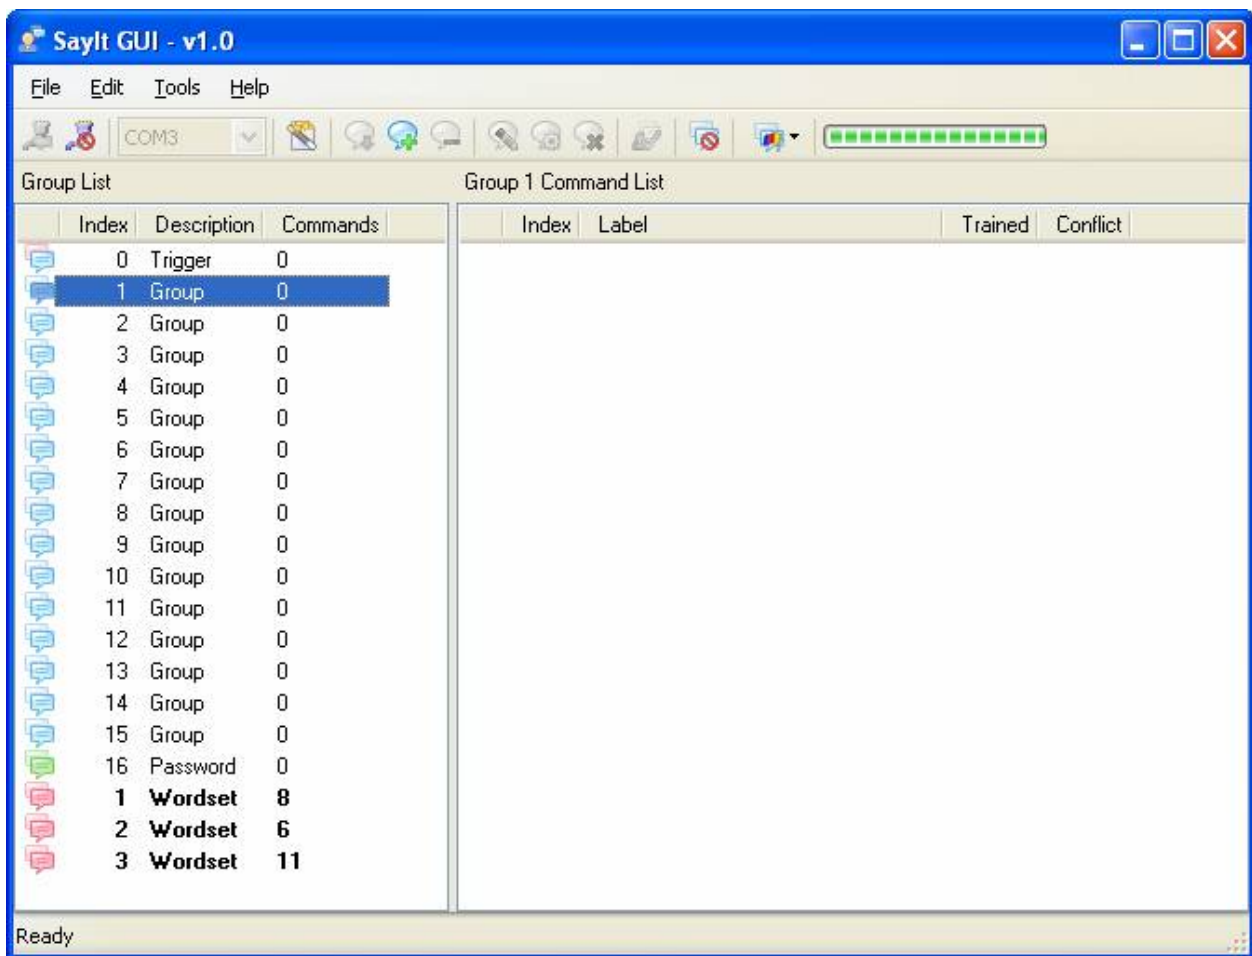 SayIt GUI - v1.0
File Edit Tools Help
COM3
Group List
Group 1 Command List
Index Description Commands
Index Label Trained Conflict
0 Trigger 0
1 Group 0
2 Group 0
3 Group 0
4 Group 0
5 Group 0
6 Group 0
7 Group 0
8 Group 0
9 Group 0
10 Group 0
11 Group 0
12 Group 0
13 Group 0
14 Group 0
15 Group 0
16 Password 0
1 Wordset 8
2 Wordset 6
3 Wordset 11
Ready